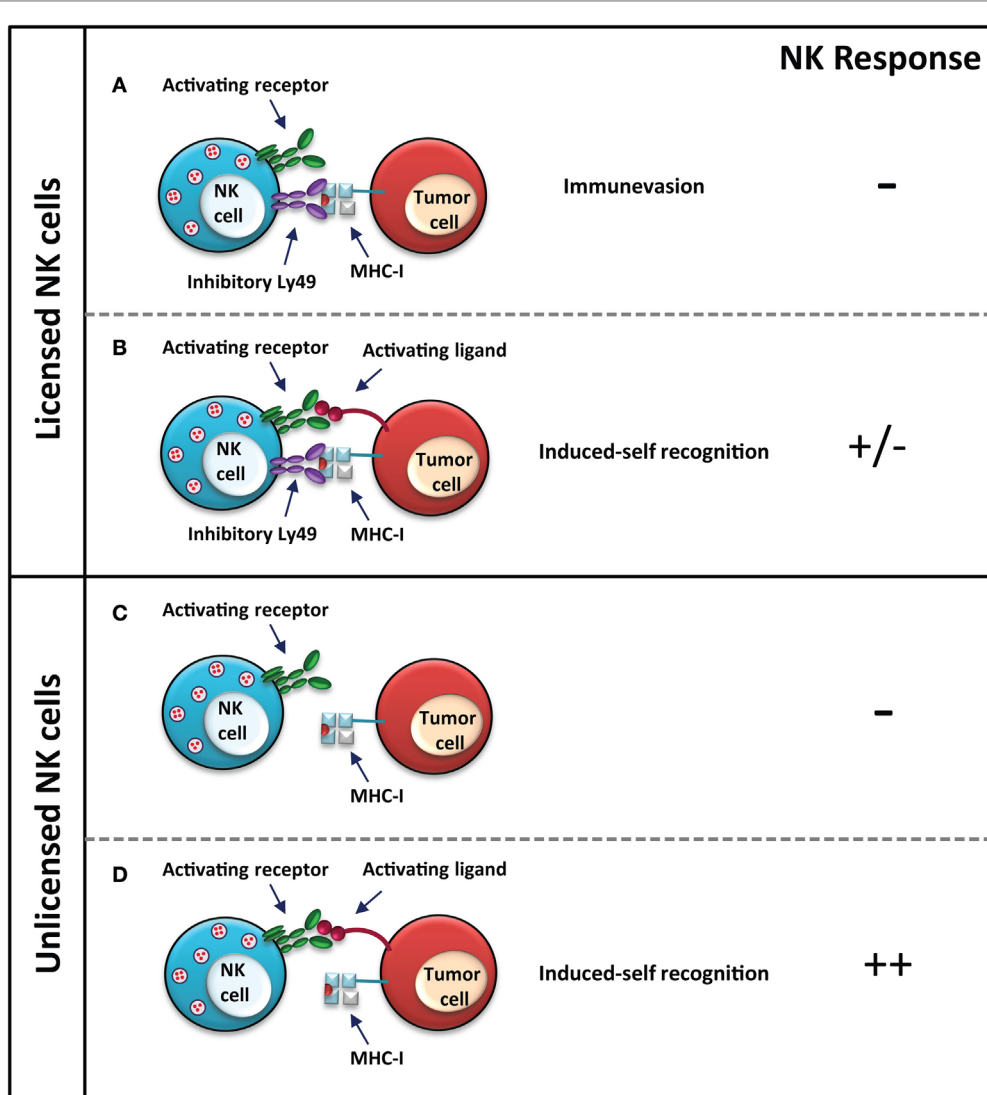 NK Response
Licensed NK cells
A
Activating receptor
NK
cell
Tumor
cell
Immunevasion
-
Inhibitory Ly49
MHC-I
B
Activating receptor
Activating ligand
NK
cell
Tumor
cell
Induced-self recognition
+/-
Inhibitory Ly49
MHC-I
Unlicensed NK cells
C
Activating receptor
NK
cell
Tumor
cell
-
MHC-I
D
Activating receptor
Activating ligand
NK
cell
Tumor
cell
Induced-self recognition
++
MHC-I